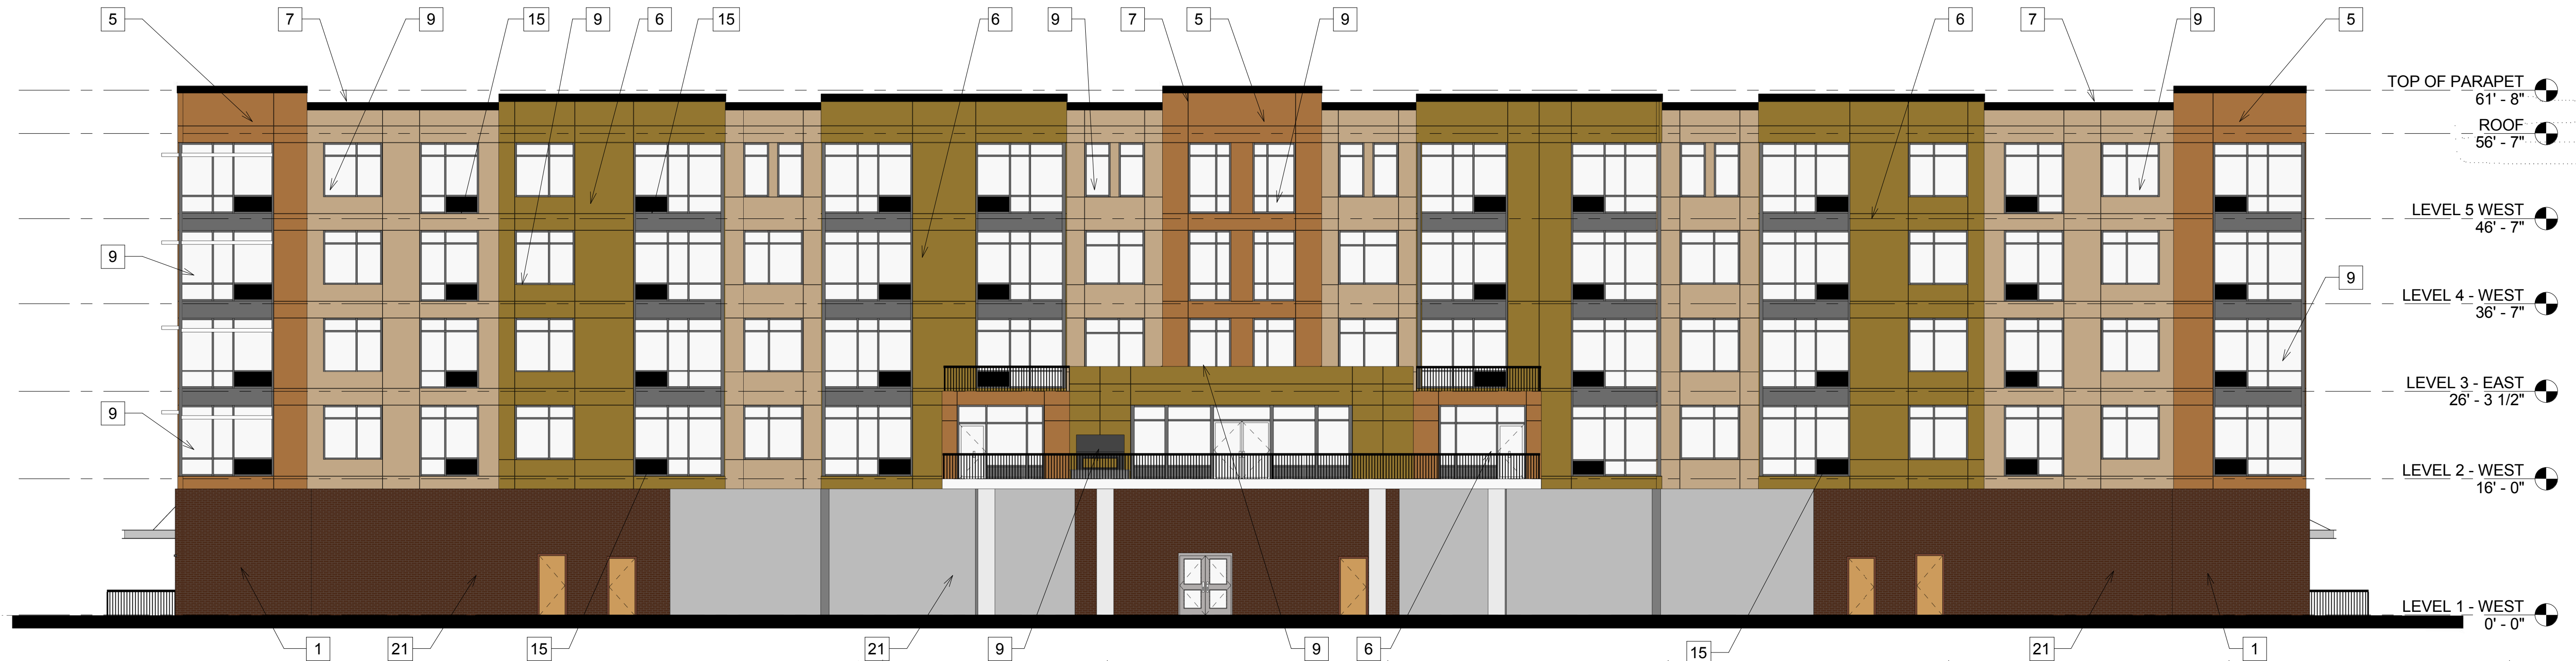 5
7
9
15
9
6
15
6
9
7
5
9
6
7
9
5
TOP OF PARAPET
61' - 8"
ROOF
56' - 7"
LEVEL 5 WEST
46' - 7"
9
9
LEVEL 4 - WEST
36' - 7"
LEVEL 3 - EAST
26' - 3 1/2"
9
LEVEL 2 - WEST
16' - 0"
LEVEL 1 - WEST
0' - 0"
1
21
15
21
9
9
6
15
21
1